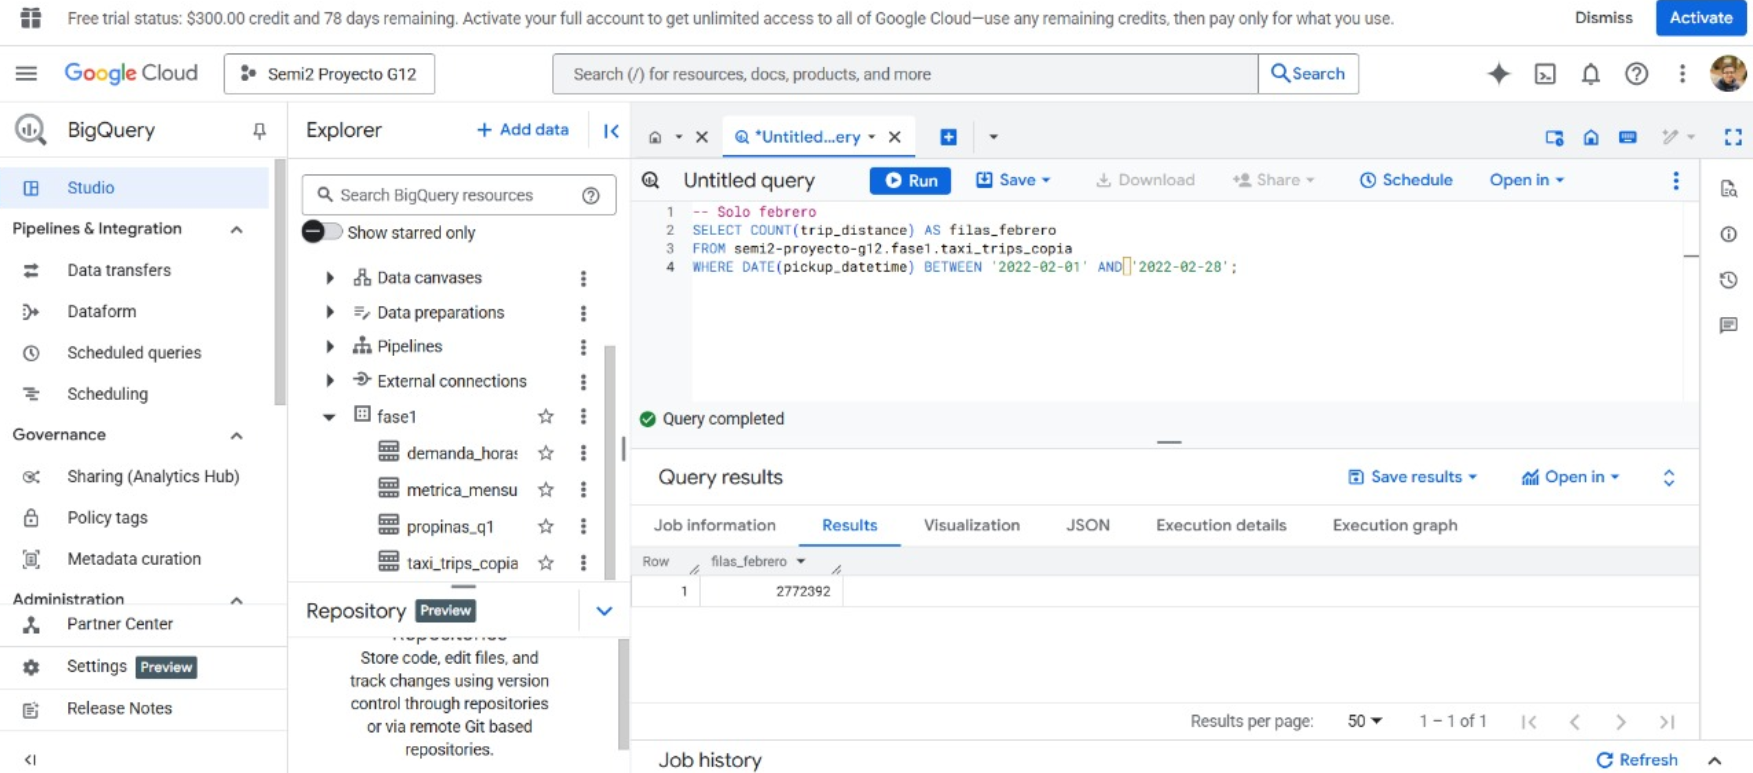 Free trial status: $300.00 credit and 78 days remaining. Activate your full account to get unlimited access to all of Google Cloud—use any remaining credits, then pay only for what you use.
Dismiss
Activate
Google Cloud
Semi2 Proyecto G12
Search (/) for resources, docs, products, and more
Search
BigQuery
Studio
Pipelines & Integration
Data transfers
Dataform
Scheduled queries
Scheduling
Governance
Sharing (Analytics Hub)
Policy tags
Metadata curation
Administration
Partner Center
Settings Preview
Release Notes
Explorer
+ Add data
Search BigQuery resources
Show starred only
Data canvases
Data preparations
Pipelines
External connections
fase1
demanda_horas
metrica_mensu
propinas_q1
taxi_trips_copia
Repository Preview
Repositories
Store code, edit files, and
track changes using version
control through repositories
or via remote Git based
repositories.
*Untitled...ery
Untitled query
Run
Save
Download
Share
Schedule
Open in
1 -- Solo febrero
2 SELECT COUNT(trip_distance) AS filas_febrero
3 FROM semi2-proyecto-g12.fase1.taxi_trips_copia
4 WHERE DATE(pickup_datetime) BETWEEN '2022-02-01' AND '2022-02-28';
Query completed
Query results
Save results
Open in
Job information
Results
Visualization
JSON
Execution details
Execution graph
Row filas_febrero
1 2772392
Results per page: 50 1 – 1 of 1
Job history
Refresh